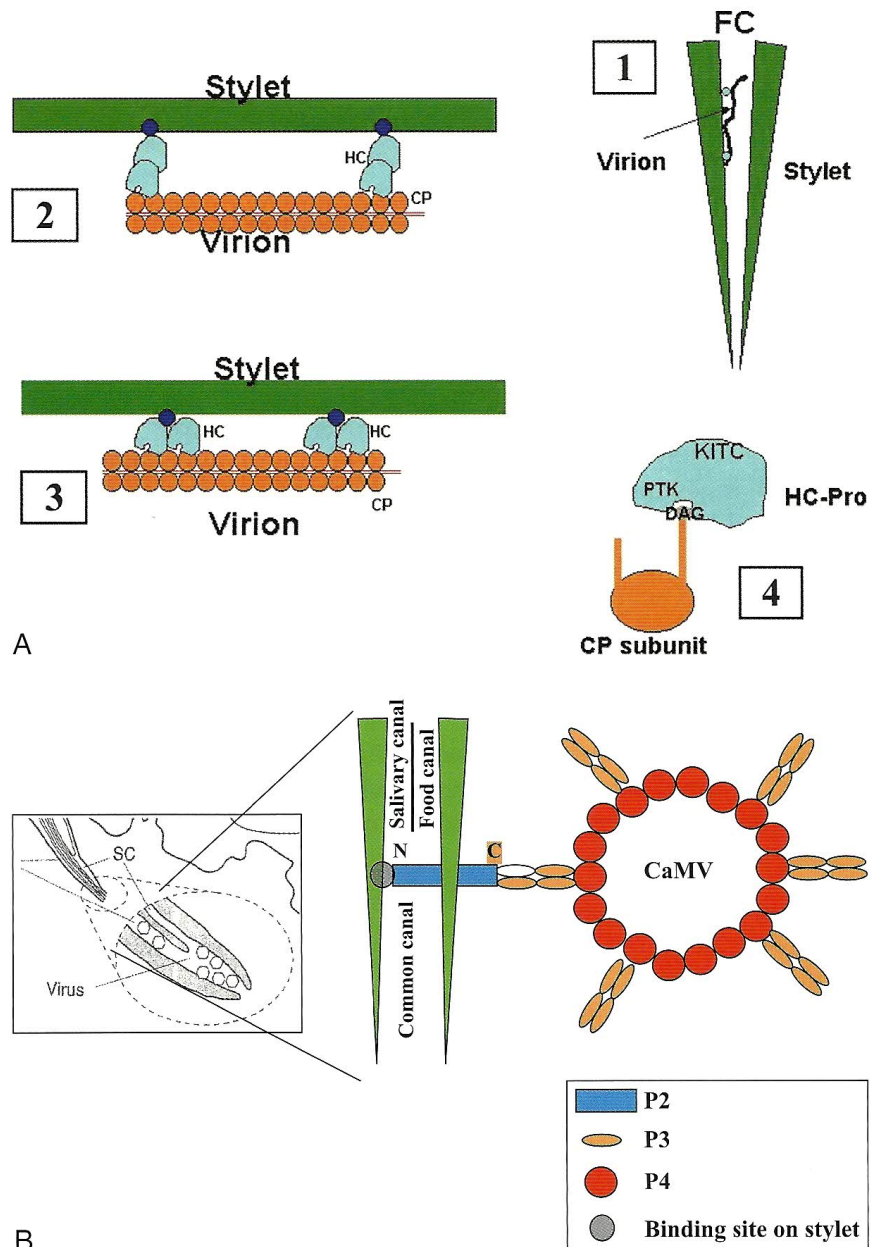 FC
1
Virion
Stylet
Stylet
HC
CP
2
Virion
Stylet
HC
HC
3
CP
Virion
KITC
PTK
HC-Pro
DAG
4
CP subunit
A
Salivary canal
Food canal
N
C
CaMV
SC
Virus
Common canal
P2
P3
P4
Binding site on stylet
B